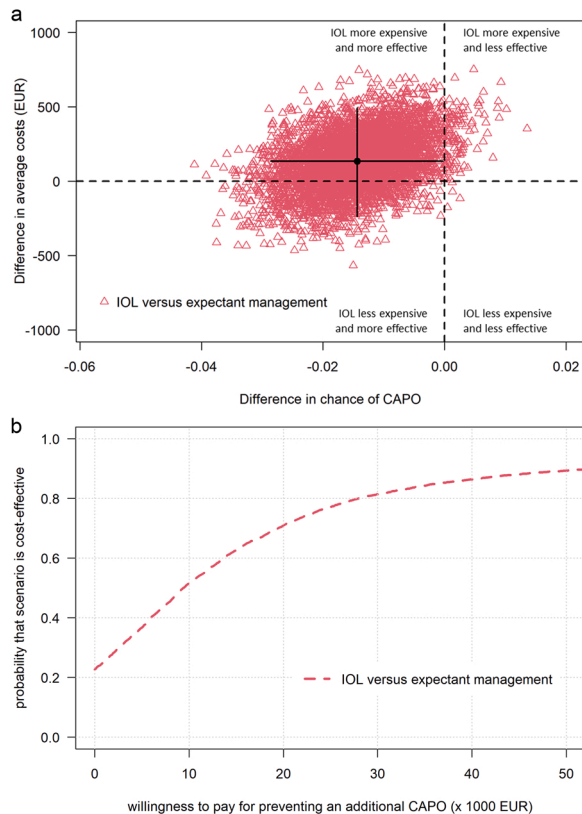 a
IOL more expensive
and more effective
IOL more expensive
and less effective
1000
500
0
-500
-1000
Difference in average costs (EUR)
IOL versus expectant management
IOL less expensive
and more effective
IOL less expensive
and less effective
-0.06 -0.04 -0.02 0.00 0.02
Difference in chance of CAPO
b
1.0
0.8
0.6
0.4
0.2
0.0
probability that scenario is cost-effective
IOL versus expectant management
0 10 20 30 40 50
willingness to pay for preventing an additional CAPO (x 1000 EUR)